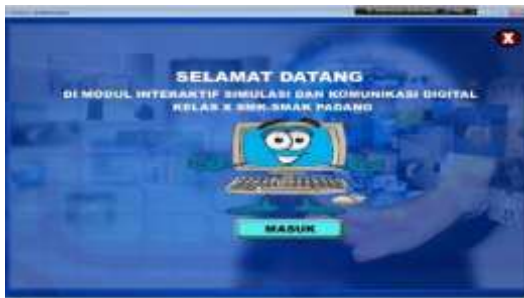 SELAMAT DATANG
DI MODUL INTERAKTIF SIMULASI DAN KOMUNIKASI DIGITAL
KELAS X SMK-SMAK PADANG
MASUK